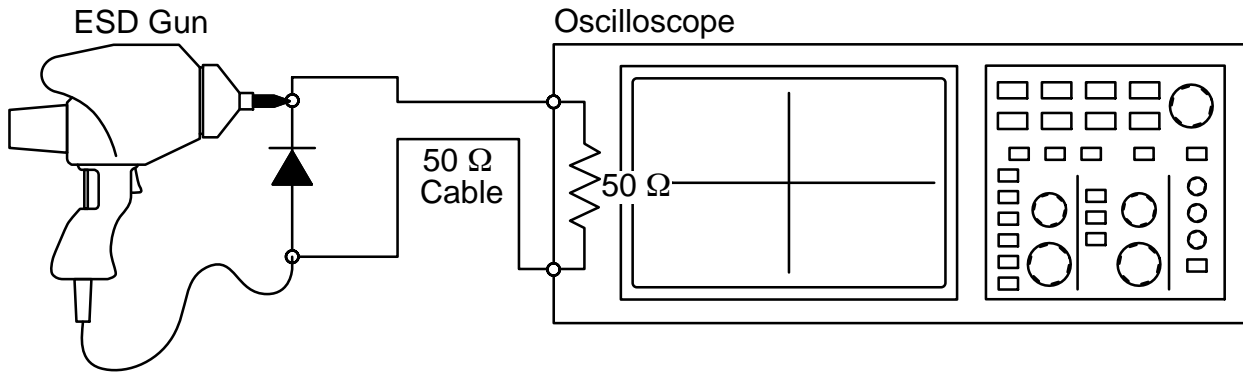 ESD Gun
Oscilloscope
50 Ω
Cable
50 Ω